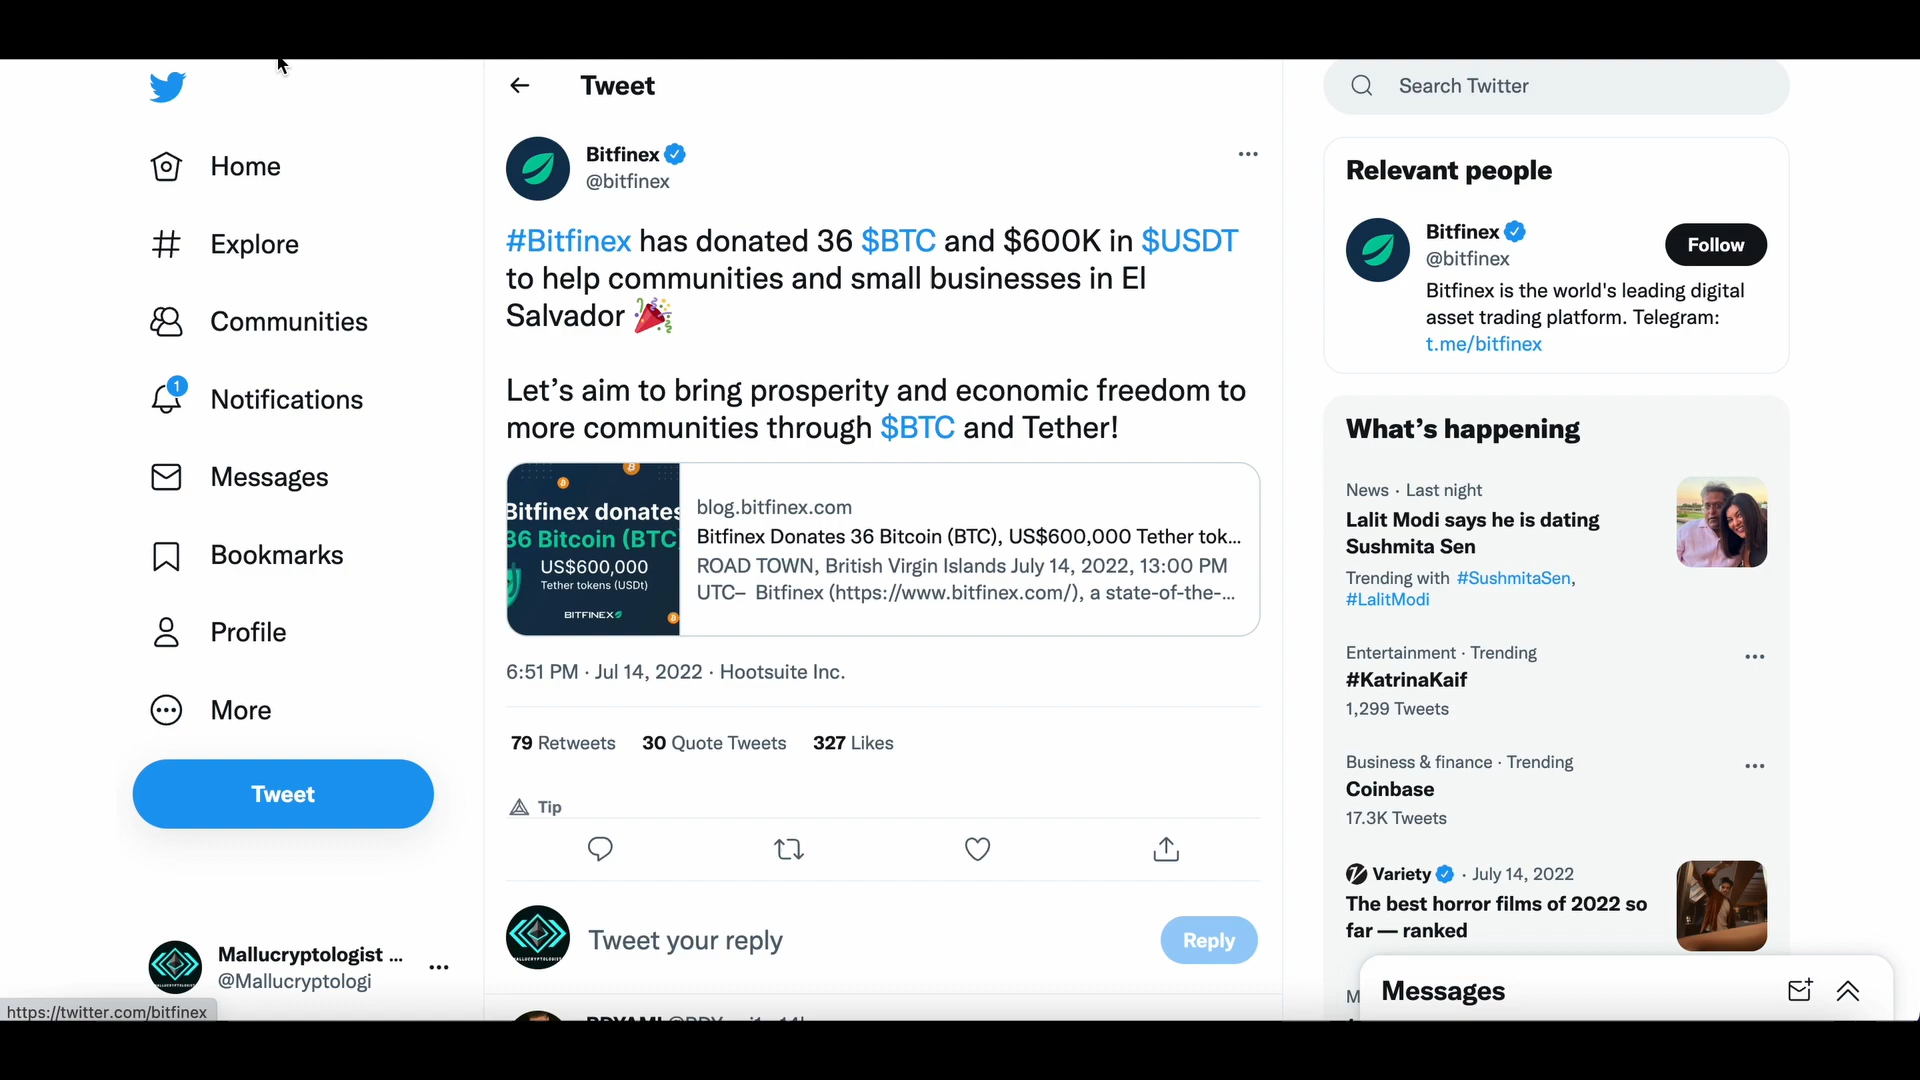 Home
Explore
Communities
1
Notifications
Messages
Bookmarks
Profile
More
Tweet
Mallucryptologist ...
@Mallucryptologi
https://twitter.com/bitfinex
Tweet
Bitfinex
@bitfinex
#Bitfinex has donated 36 $BTC and $600K in $USDT
to help communities and small businesses in El
Salvador 🎉
Let’s aim to bring prosperity and economic freedom to
more communities through $BTC and Tether!
Bitfinex donates
36 Bitcoin (BTC
US$600,000
Tether tokens (USDt)
BITFINEX
blog.bitfinex.com
Bitfinex Donates 36 Bitcoin (BTC), US$600,000 Tether tok...
ROAD TOWN, British Virgin Islands July 14, 2022, 13:00 PM
UTC– Bitfinex (https://www.bitfinex.com/), a state-of-the-...
6:51 PM · Jul 14, 2022 · Hootsuite Inc.
79 Retweets 30 Quote Tweets 327 Likes
Tip
Tweet your reply
Reply
Search Twitter
Relevant people
Bitfinex
@bitfinex
Follow
Bitfinex is the world's leading digital
asset trading platform. Telegram:
t.me/bitfinex
What’s happening
News · Last night
Lalit Modi says he is dating
Sushmita Sen
Trending with #SushmitaSen,
#LalitModi
Entertainment · Trending
#KatrinaKaif
1,299 Tweets
Business & finance · Trending
Coinbase
17.3K Tweets
Variety · July 14, 2022
The best horror films of 2022 so
far — ranked
Messages